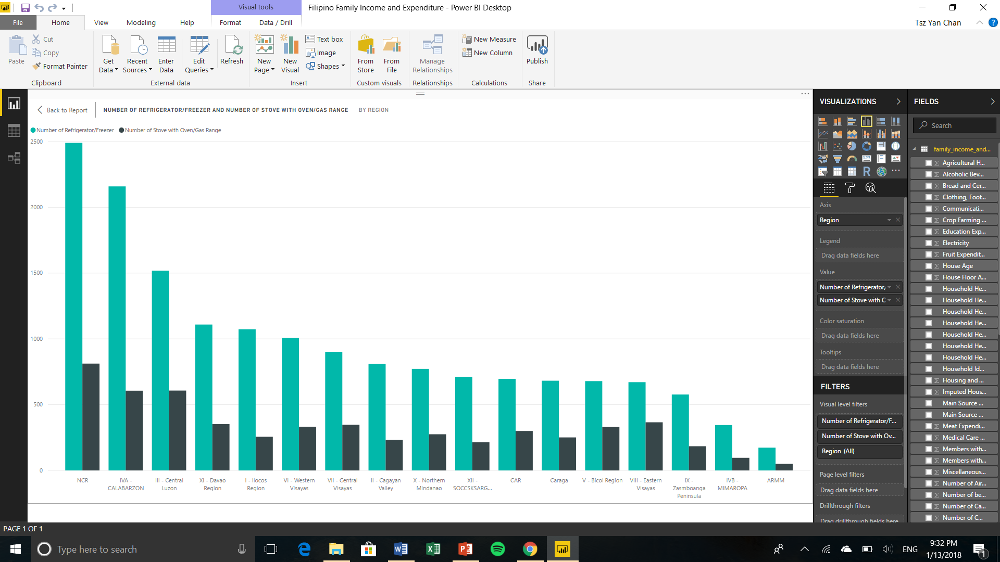 Visual tools
Filipino Family Income and Expenditure - Power BI Desktop
File
Home
View
Modeling
Help
Format
Data / Drill
Tsz Yan Chan
Paste
Cut
Copy
Format Painter
Clipboard
Get Data
Recent Sources
Enter Data
Edit Queries
Refresh
External data
New Page
New Visual
Text box
Image
Shapes
Insert
From Store
From File
Custom visuals
Manage Relationships
Relationships
New Measure
New Column
Calculations
Publish
Share
Back to Report
NUMBER OF REFRIGERATOR/FREEZER AND NUMBER OF STOVE WITH OVEN/GAS RANGE BY REGION
Number of Refrigerator/Freezer Number of Stove with Oven/Gas Range
2500
2000
1500
1000
500
0
NCR
IVA - CALABARZON
III - Central Luzon
XI - Davao Region
I - Ilocos Region
VI - Western Visayas
VII - Central Visayas
II - Cagayan Valley
X - Northern Mindanao
XII - SOCCSKSARG...
CAR
Caraga
V - Bicol Region
VIII - Eastern Visayas
IX - Zasmboanga Peninsula
IVB - MIMAROPA
ARMM
VISUALIZATIONS
123
R
Axis
Region
Legend
Drag data fields here
Value
Number of Refrigerator/
Number of Stove with C
Color saturation
Drag data fields here
Tooltips
Drag data fields here
FILTERS
Visual level filters
Number of Refrigerator/F...
Number of Stove with Ov...
Region (All)
Page level filters
Drag data fields here
Drillthrough filters
Drag drillthrough fields here
FIELDS
Search
family_income_and...
Agricultural H...
Alcoholic Bev...
Bread and Cer...
Clothing, Foot...
Communicati...
Crop Farming ...
Education Exp...
Electricity
Fruit Expendit...
House Age
House Floor A...
Household He...
Household He...
Household He...
Household He...
Household He...
Household He...
Household He...
Household Id...
Housing and ...
Imputed Hous...
Main Source ...
Main Source ...
Meat Expendi...
Medical Care ...
Members with...
Members with...
Miscellaneous...
Number of Air...
Number of be...
Number of Ca...
Number of C...
PAGE 1 OF 1
Type here to search
ENG
9:32 PM
1/13/2018
1